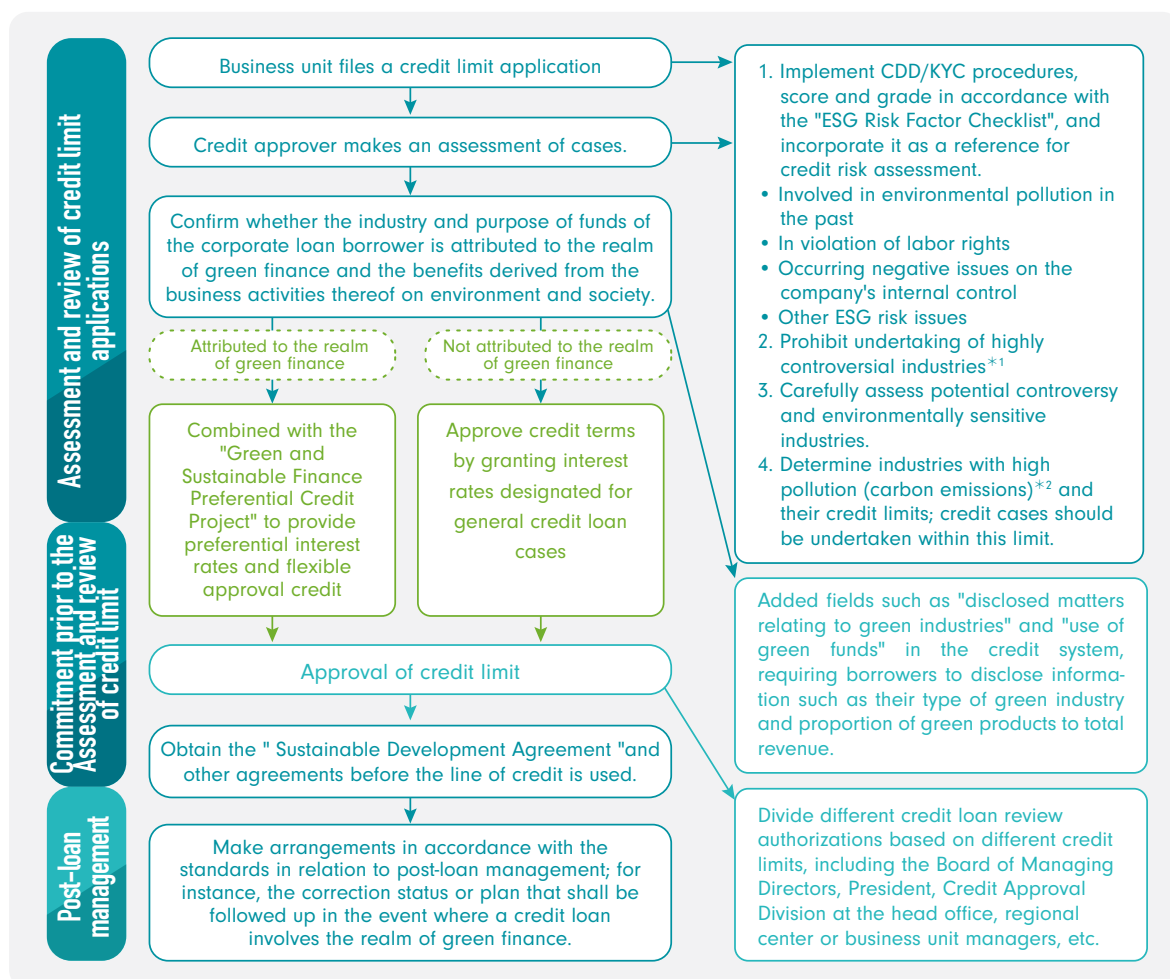 Assessment and review of credit limit
applications
Business unit files a credit limit application
Credit approver makes an assessment of cases.
Confirm whether the industry and purpose of funds of
the corporate loan borrower is attributed to the realm
of green finance and the benefits derived from the
business activities thereof on environment and society.
Attributed to the realm
of green finance
Not attributed to the realm
of green finance
Combined with the
"Green and
Sustainable Finance
Preferential Credit
Project" to provide
preferential interest
rates and flexible
approval credit
Approve credit terms
by granting interest
rates designated for
general credit loan
cases
1. Implement CDD/KYC procedures,
score and grade in accordance with
the "ESG Risk Factor Checklist", and
incorporate it as a reference for
credit risk assessment.
• Involved in environmental pollution in
the past
• In violation of labor rights
• Occurring negative issues on the
company's internal control
• Other ESG risk issues
2. Prohibit undertaking of highly
controversial industries*1
3. Carefully assess potential controversy
and environmentally sensitive
industries.
4. Determine industries with high
pollution (carbon emissions)*2 and
their credit limits; credit cases should
be undertaken within this limit.
Commitment prior to the
Assessment and review
of credit limit
Approval of credit limit
Obtain the " Sustainable Development Agreement "and
other agreements before the line of credit is used.
Added fields such as "disclosed matters
relating to green industries" and "use of
green funds" in the credit system,
requiring borrowers to disclose informa-
tion such as their type of green industry
and proportion of green products to total
revenue.
Post-loan
management
Make arrangements in accordance with the
standards in relation to post-loan management; for
instance, the correction status or plan that shall be
followed up in the event where a credit loan
involves the realm of green finance.
Divide different credit loan review
authorizations based on different credit
limits, including the Board of Managing
Directors, President, Credit Approval
Division at the head office, regional
center or business unit managers, etc.